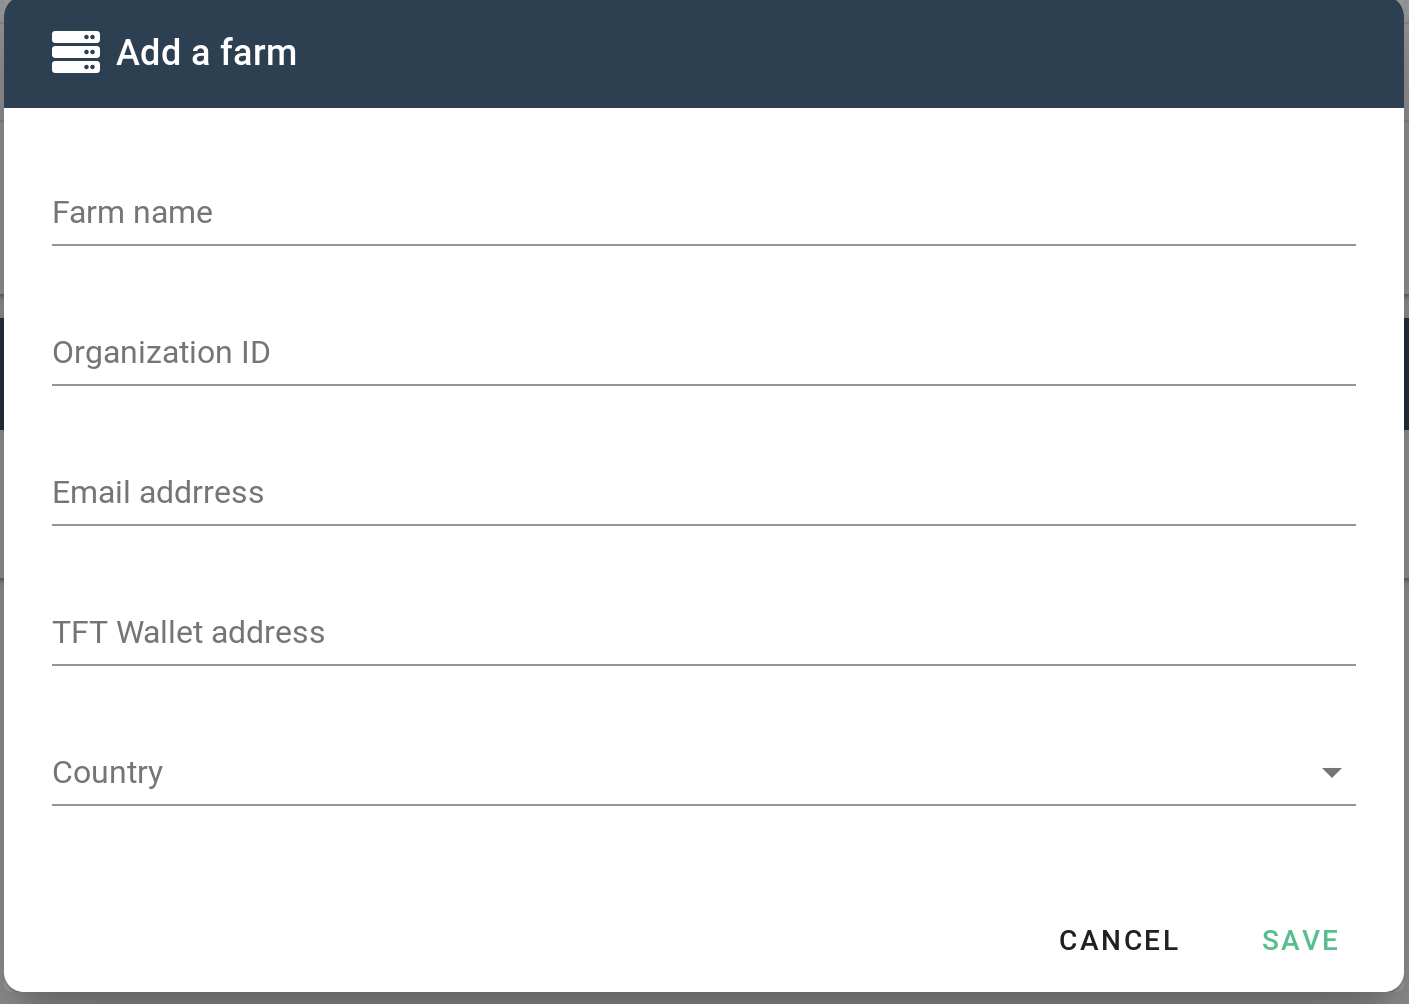 Add a farm
Farm name
Organization ID
Email addrress
TFT Wallet address
Country
CANCEL SAVE